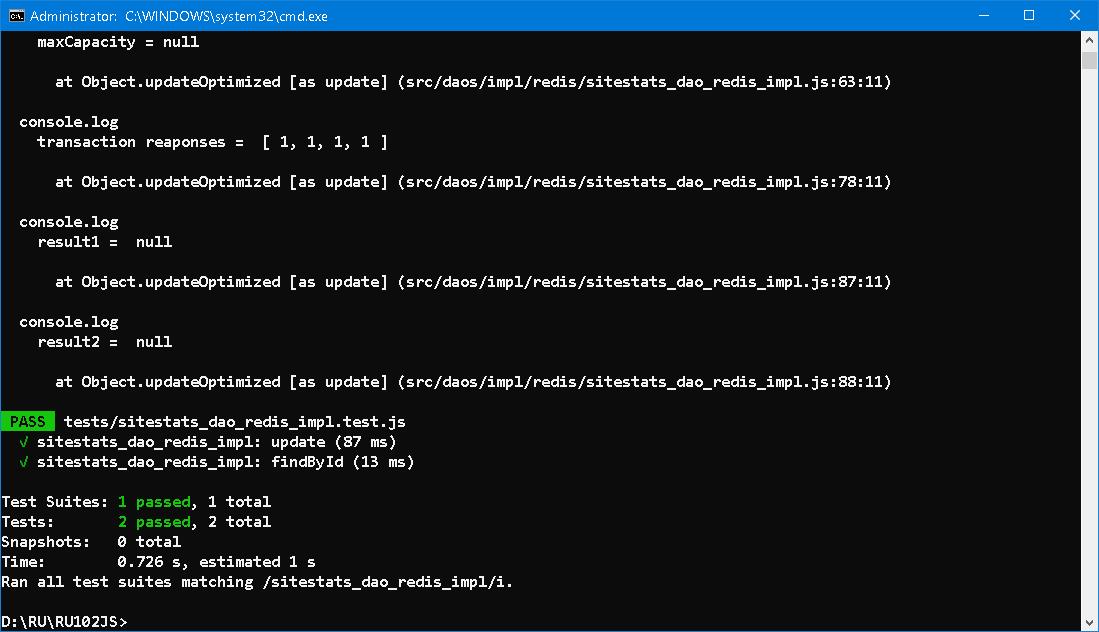 Administrator: C:\WINDOWS\system32\cmd.exe
maxCapacity = null
at Object.updateOptimized [as update] (src/daos/impl/redis/sitestats_dao_redis_impl.js:63:11)
console.log
transaction reaponses =  [ 1, 1, 1, 1 ]
at Object.updateOptimized [as update] (src/daos/impl/redis/sitestats_dao_redis_impl.js:78:11)
console.log
result1 =  null
at Object.updateOptimized [as update] (src/daos/impl/redis/sitestats_dao_redis_impl.js:87:11)
console.log
result2 =  null
at Object.updateOptimized [as update] (src/daos/impl/redis/sitestats_dao_redis_impl.js:88:11)
PASS tests/sitestats_dao_redis_impl.test.js
√ sitestats_dao_redis_impl: update (87 ms)
√ sitestats_dao_redis_impl: findById (13 ms)
Test Suites: 1 passed, 1 total
Tests:       2 passed, 2 total
Snapshots:   0 total
Time:        0.726 s, estimated 1 s
Ran all test suites matching /sitestats_dao_redis_impl/i.
D:\RU\RU102JS>